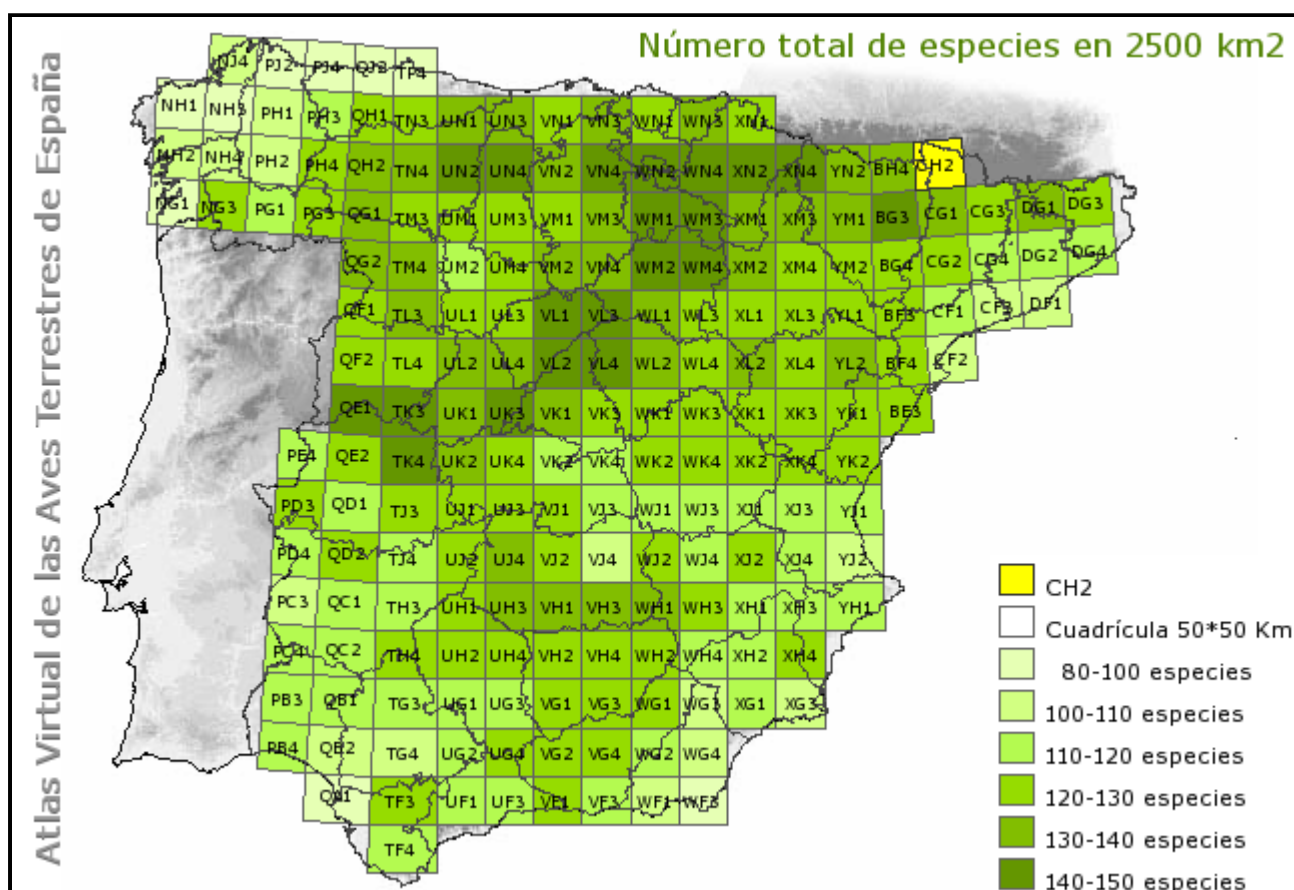 Número total de especies en 2500 km2
Atlas Virtual de las Aves Terrestres de España
NJ4 PJ2 PJ4 QJ2 TP4
NH1 NH3 PH1 PH3 QH1 TN3 UN1 UN3 VN1 VN3 WN1 WN3 XN1
NH2 NH4 PH2 PH4 QH2 TN4 UN2 UN4 VN2 VN4 WN2 WN4 XN2 XN4 YN2 BH4 CH2
NG1 NG3 PG1 PG3 QG1 TM3 UM1 UM3 VM1 VM3 WM1 WM3 XM1 XM3 YM1 BG3 CG1 CG3 DG1 DG3
QG2 TM4 UM2 UM4 VM2 VN4 WM2 WM4 XM2 XM4 YM2 BG4 CG2 CG4 DG2 DG4
QF1 TL3 UL1 UL3 VL1 VL3 WL1 WL3 XL1 XL3 YL1 BF3 CF1 CF3 DF1
QF2 TL4 UL2 UL4 VL2 VL4 WL2 WL4 XL2 XL4 YL2 BF4 CF2
QE1 TK3 UK1 UK3 VK1 VK3 WK1 WK3 XK1 XK3 YK1 BE3
PE4 QE2 TK4 UK2 UK4 VK2 VK4 WK2 WK4 XK2 XK4 YK2
PD3 QD1 TJ3 UJ1 UJ3 VJ1 VJ3 WJ1 WJ3 XJ1 XJ3 YJ1
PD4 QD2 TJ4 UJ2 UJ4 VJ2 VJ4 WJ2 WJ4 XJ2 XJ4 YJ2
PC3 QC1 TH3 UH1 UH3 VH1 VH3 WH1 WH3 XH1 XH3 YH1
PC4 QC2 TH4 UH2 UH4 VH2 VH4 WH2 WH4 XH2 XH4
PB3 QB1 TG3 UG1 UG3 VG1 VG3 WG1 WG3 XG1 XG3
PB4 QB2 TG4 UG2 UG4 VG2 VG4 WG2 WG4
QA1 TF3 UF1 UF3 VF1 VF3 WF1 WF3
TF4
CH2
Cuadrícula 50*50 Km
80-100 especies
100-110 especies
110-120 especies
120-130 especies
130-140 especies
140-150 especies